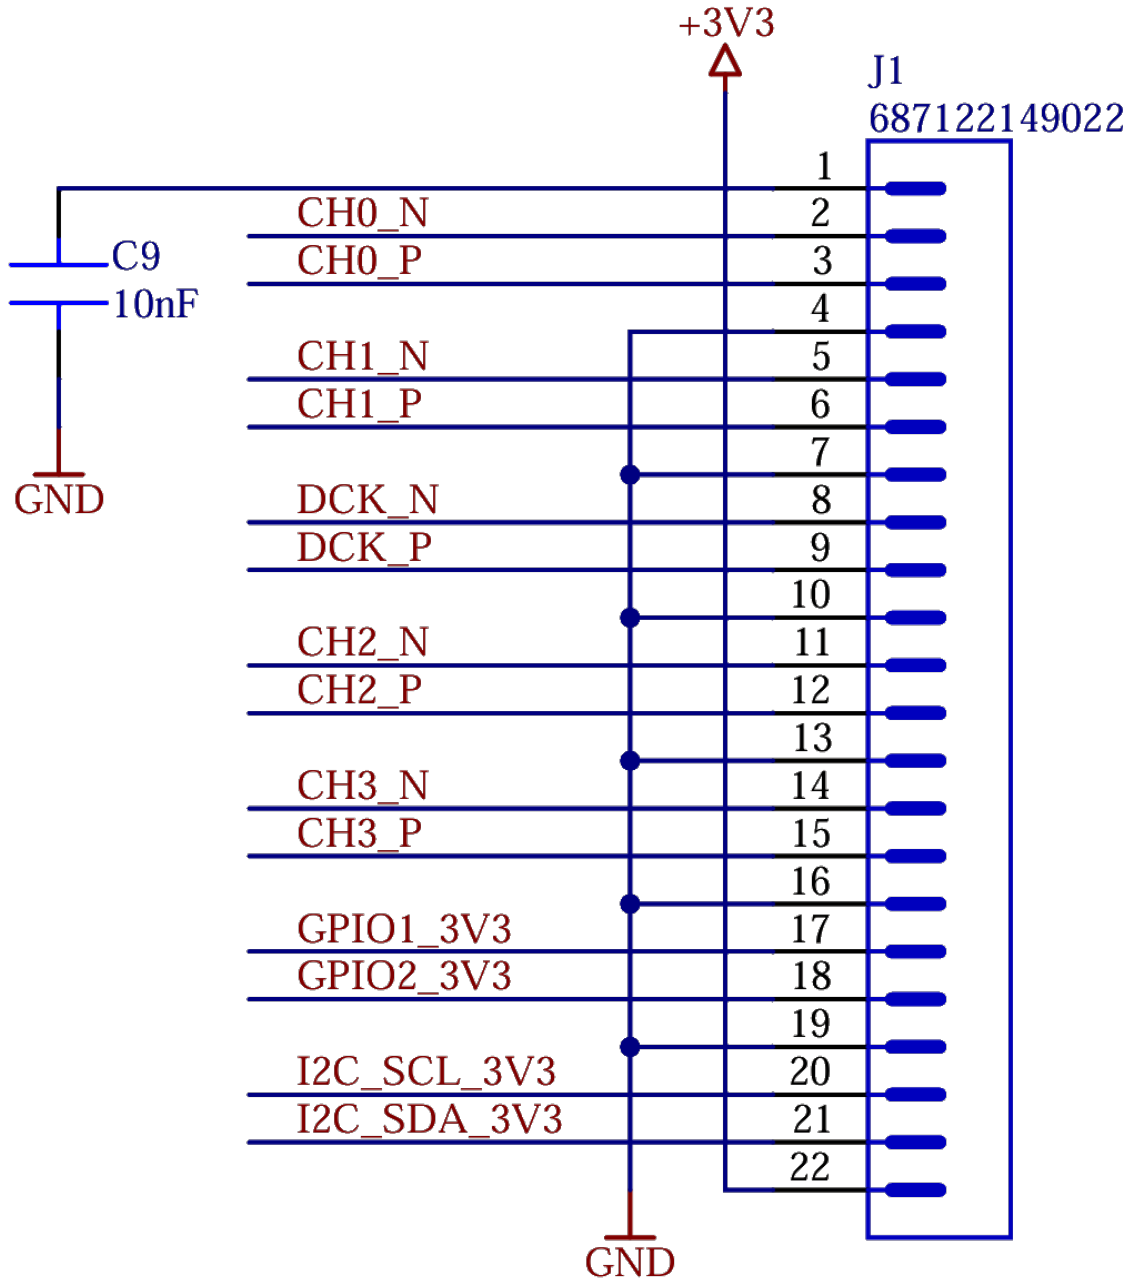 +3V3
J1
687122149022
1
CH0_N
2
CH0_P
3
C9
10nF
4
CH1_N
5
CH1_P
6
7
GND
DCK_N
8
DCK_P
9
10
CH2_N
11
CH2_P
12
13
CH3_N
14
CH3_P
15
16
GPIO1_3V3
17
GPIO2_3V3
18
19
I2C_SCL_3V3
20
I2C_SDA_3V3
21
22
GND